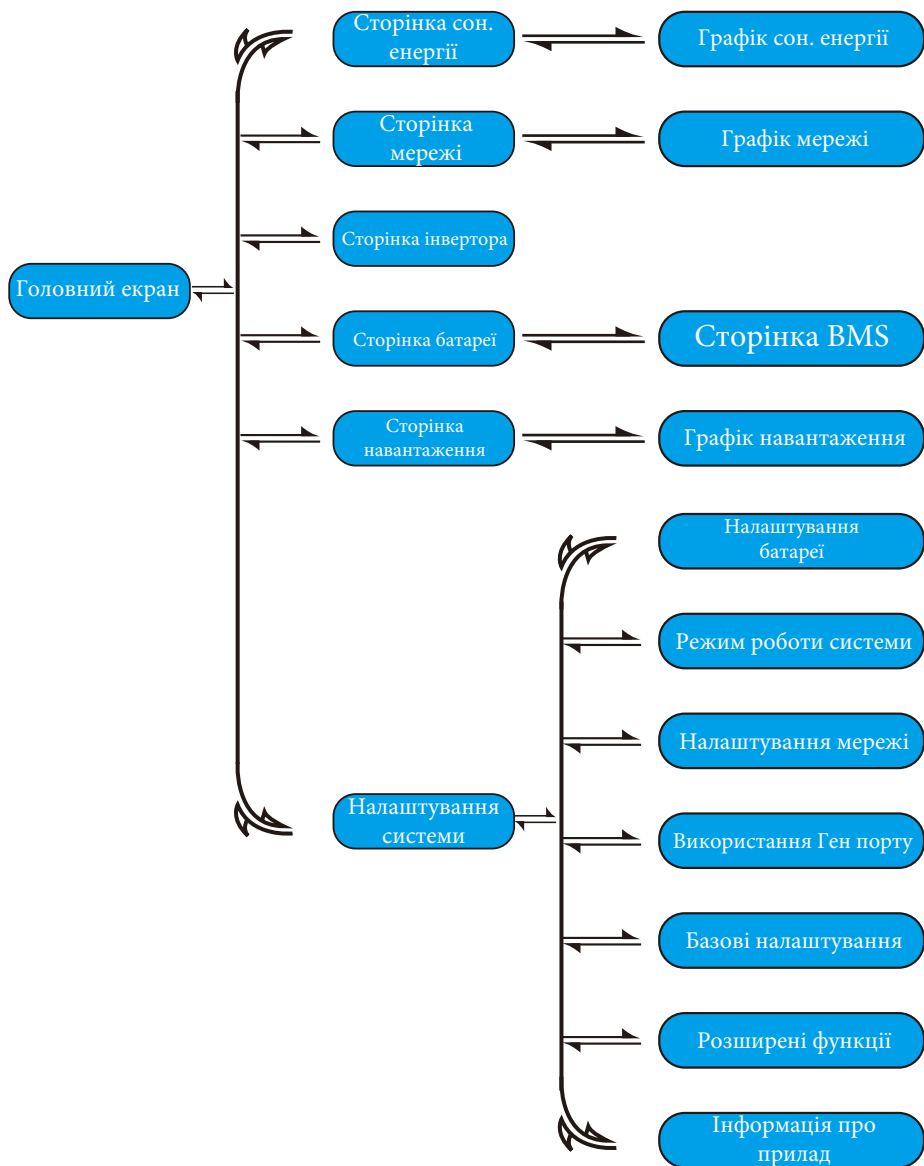 Сторінка сон.
енергії
Графік сон. енергії
Сторінка
мережі
Графік мережі
Сторінка інвертора
Головний екран
Сторінка батареї
Сторінка BMS
Сторінка
навантаження
Графік навантаження
Налаштування
батареї
Режим роботи системи
Налаштування мережі
Налаштування
системи
Використання Ген порту
Базові налаштування
Розширені функції
Інформація про
прилад